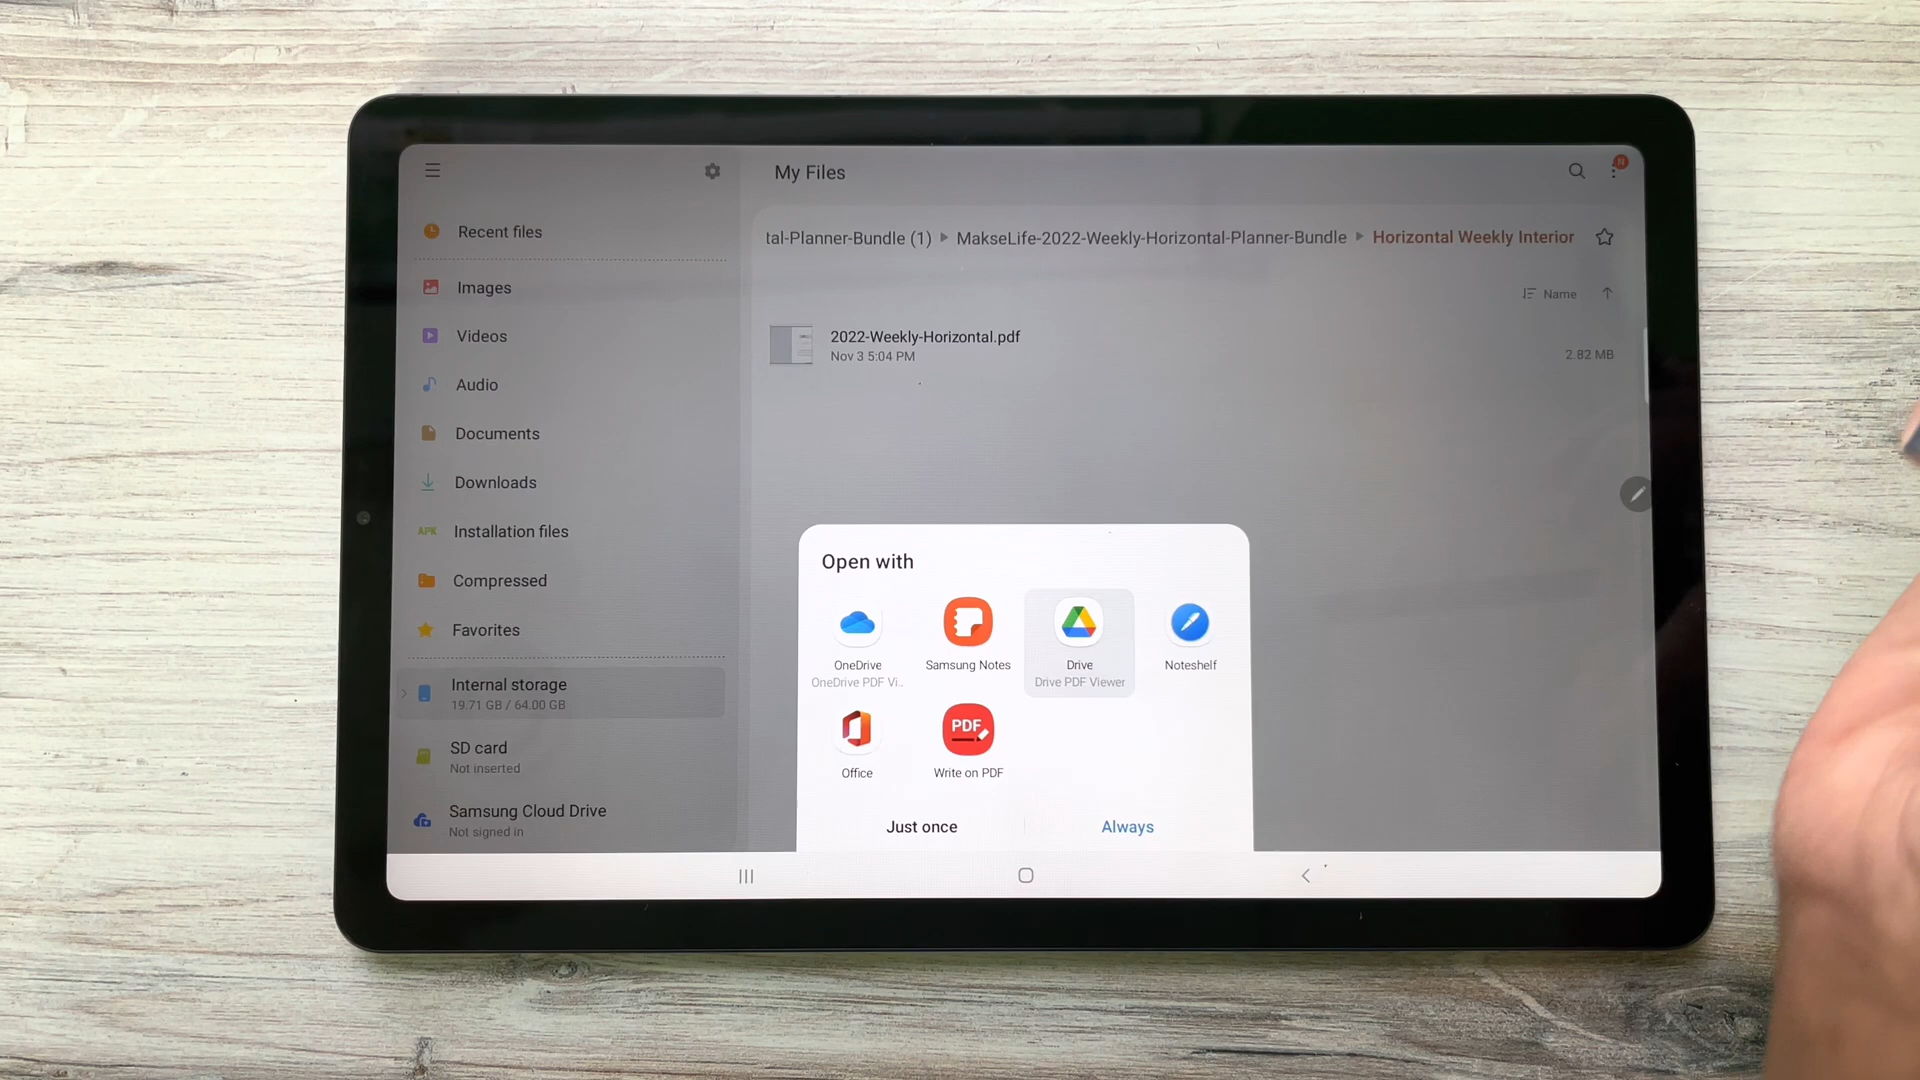 My Files
N
Recent files
Images
Videos
Audio
Documents
Downloads
APK Installation files
Compressed
Favorites
Internal storage
19.71 GB / 64.00 GB
SD card
Not inserted
Samsung Cloud Drive
Not signed in
tal-Planner-Bundle (1) MakseLife-2022-Weekly-Horizontal-Planner-Bundle Horizontal Weekly Interior
Name
2022-Weekly-Horizontal.pdf
Nov 3 5:04 PM
2.82 MB
Open with
OneDrive
OneDrive PDF Vi..
Samsung Notes
Drive
Drive PDF Viewer
Noteshelf
Office
PDF
Write on PDF
Just once
Always